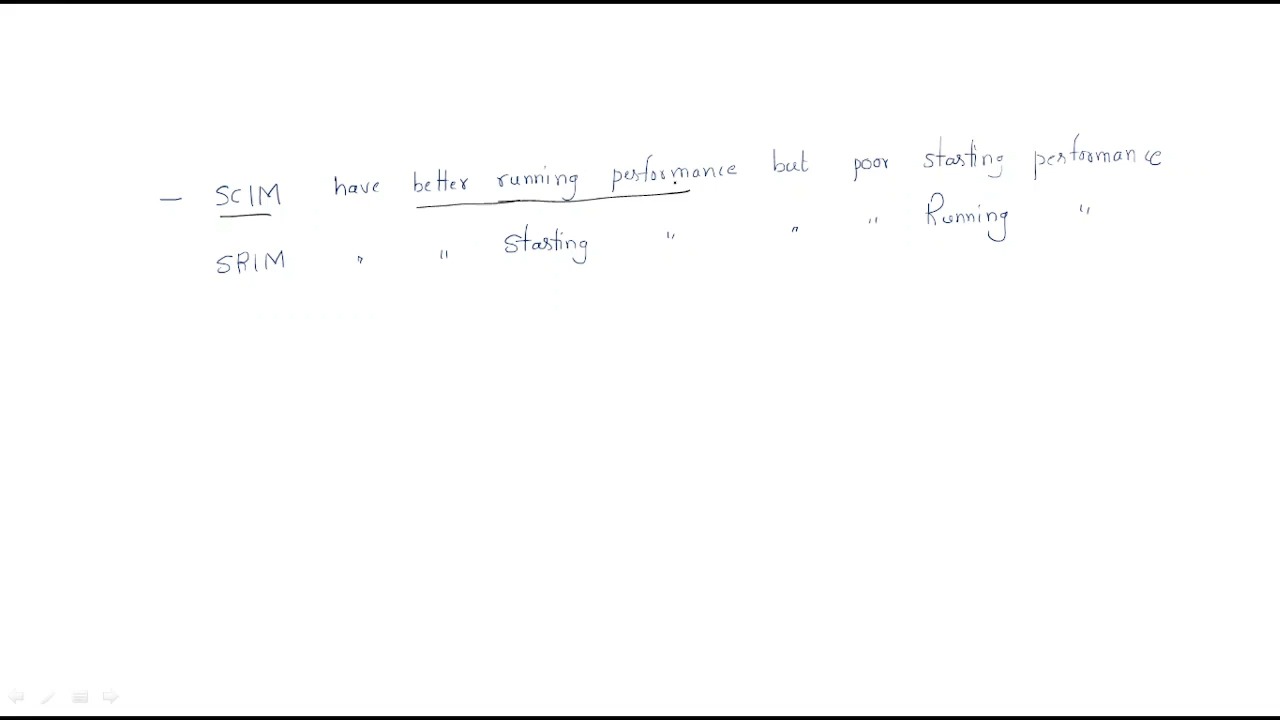 — SCIM have better running performance but poor starting performance
SRIM " " Starting " " " Running "